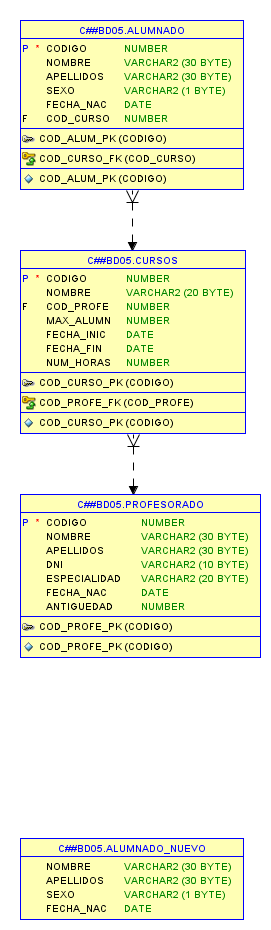 C##BD05.ALUMNADO
P * CODIGO NUMBER
NOMBRE VARCHAR2 (30 BYTE)
APELLIDOS VARCHAR2 (30 BYTE)
SEXO VARCHAR2 (1 BYTE)
FECHA_NAC DATE
F COD_CURSO NUMBER
COD_ALUM_PK (CODIGO)
COD_CURSO_FK (COD_CURSO)
COD_ALUM_PK (CODIGO)
C##BD05.CURSOS
P * CODIGO NUMBER
NOMBRE VARCHAR2 (20 BYTE)
F COD_PROFE NUMBER
MAX_ALUMN NUMBER
FECHA_INIC DATE
FECHA_FIN DATE
NUM_HORAS NUMBER
COD_CURSO_PK (CODIGO)
COD_PROFE_FK (COD_PROFE)
COD_CURSO_PK (CODIGO)
C##BD05.PROFESORADO
P * CODIGO NUMBER
NOMBRE VARCHAR2 (30 BYTE)
APELLIDOS VARCHAR2 (30 BYTE)
DNI VARCHAR2 (10 BYTE)
ESPECIALIDAD VARCHAR2 (20 BYTE)
FECHA_NAC DATE
ANTIGUEDAD NUMBER
COD_PROFE_PK (CODIGO)
COD_PROFE_PK (CODIGO)
C##BD05.ALUMNADO_NUEVO
NOMBRE VARCHAR2 (30 BYTE)
APELLIDOS VARCHAR2 (30 BYTE)
SEXO VARCHAR2 (1 BYTE)
FECHA_NAC DATE